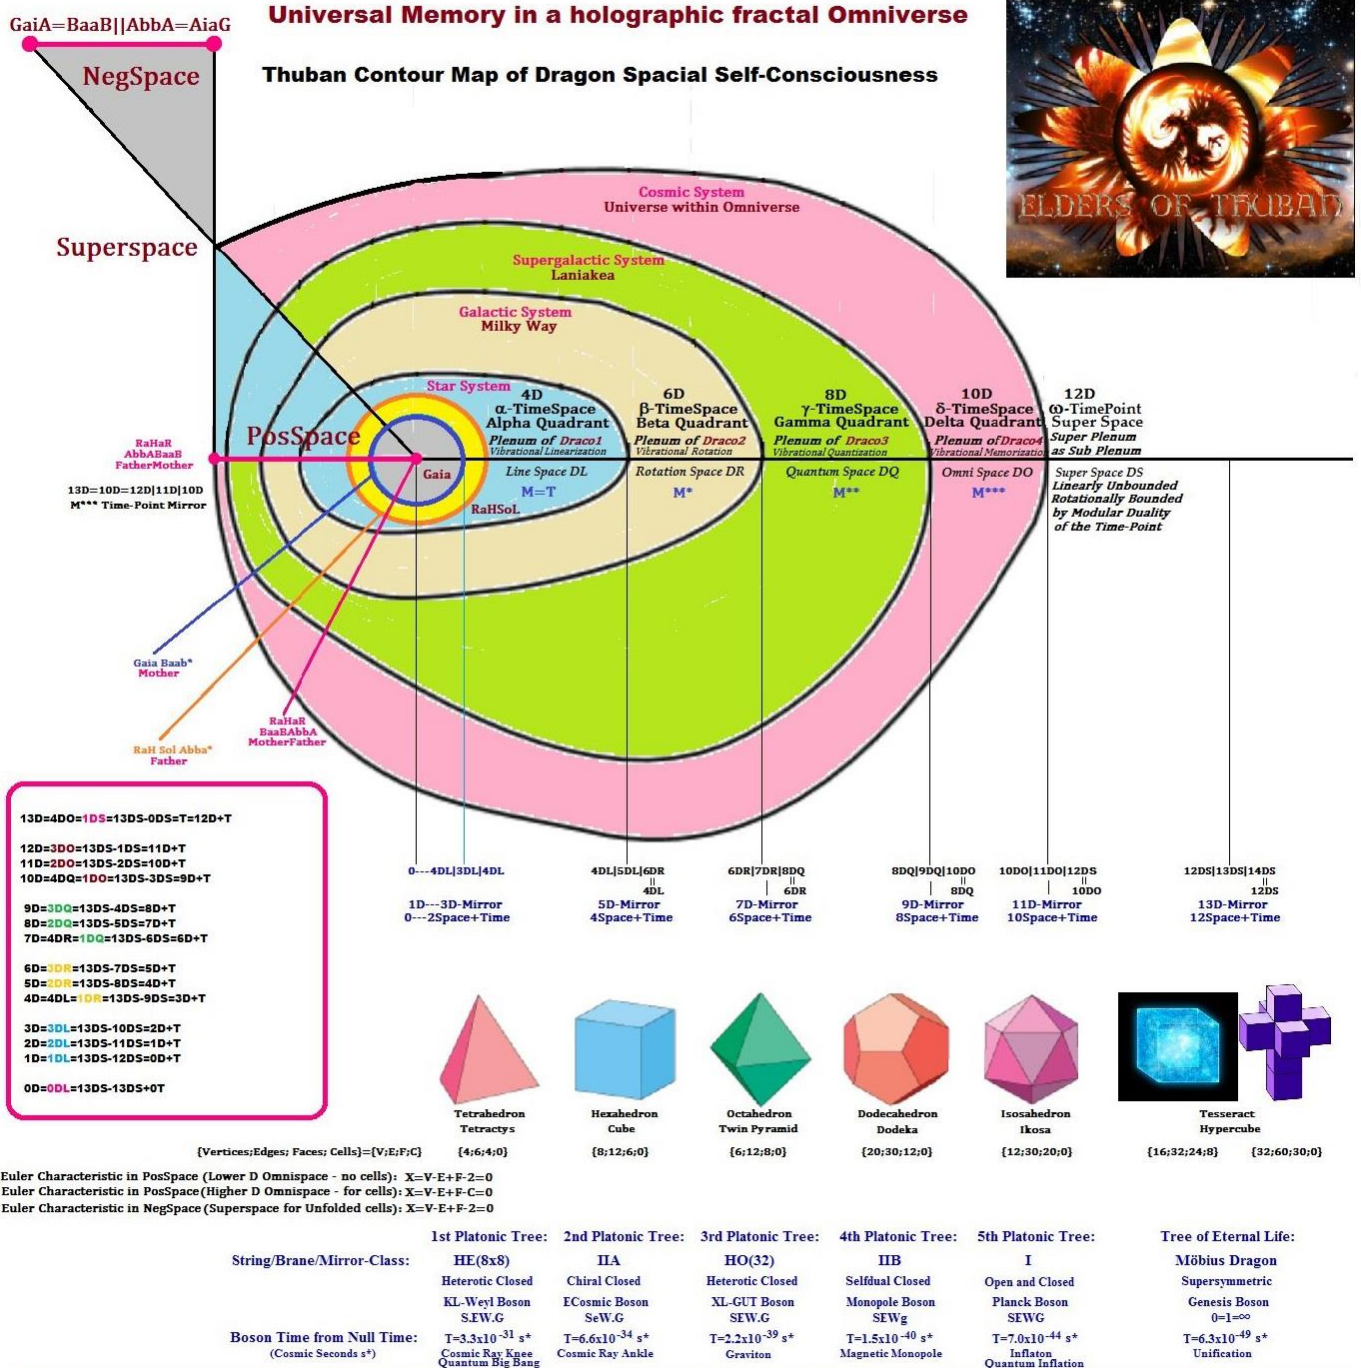 GaiA=BaaB||AbbA=AiaG
Universal Memory in a holographic fractal Omniverse
Thuban Contour Map of Dragon Spacial Self-Consciousness
ELDERS OF THUBAN
NegSpace
Superspace
PosSpace
Cosmic System
Universe within Omniverse
Supergalactic System
Laniakea
Galactic System
Milky Way
Star System
Gaia
RaHSoL
4D
α-TimeSpace
Alpha Quadrant
Plenum of Draco1
Vibrational Linearization
Line Space DL
M=T
6D
β-TimeSpace
Beta Quadrant
Plenum of Draco2
Vibrational Rotation
Rotation Space DR
M*
8D
γ-TimeSpace
Gamma Quadrant
Plenum of Draco3
Vibrational Quantization
Quantum Space DQ
M**
10D
δ-TimeSpace
Delta Quadrant
Plenum of Draco4
Vibrational Memorization
Omni Space DO
M***
12D
ω-TimePoint
Super Space
Super Plenum
as Sub Plenum
Super Space DS
Linearly Unbounded
Rotationally Bounded
by Modular Duality
of the Time-Point
RaHaR
AbbABaaB
FatherMother
13D=10D=12D|11D|10D
M*** Time-Point Mirror
Gaia Baab*
Mother
RaH Sol Abba*
Father
RaHaR
BaaBAbbA
MotherFather
13D=4DO=1DS=13DS-0DS=T=12D+T
12D=3DO=13DS-1DS=11D+T
11D=2DO=13DS-2DS=10D+T
10D=4DQ=1DO=13DS-3DS=9D+T
9D=3DQ=13DS-4DS=8D+T
8D=2DQ=13DS-5DS=7D+T
7D=4DR=1DQ=13DS-6DS=6D+T
6D=3DR=13DS-7DS=5D+T
5D=2DR=13DS-8DS=4D+T
4D=4DL=1DR=13DS-9DS=3D+T
3D=3DL=13DS-10DS=2D+T
2D=2DL=13DS-11DS=1D+T
1D=1DL=13DS-12DS=0D+T
0D=0DL=13DS-13DS+0T
0---4DL|3DL|4DL
1D---3D-Mirror
0---2Space+Time
4DL|5DL|6DR
||
4DL
5D-Mirror
4Space+Time
6DR|7DR|8DQ
| ||
6DR
7D-Mirror
6Space+Time
8DQ|9DQ|10DO
| ||
8DQ
9D-Mirror
8Space+Time
10DO|11DO|12DS
| ||
10DO
11D-Mirror
10Space+Time
12DS|13DS|14DS
||
12DS
13D-Mirror
12Space+Time
Tetrahedron
Tetractys
Hexahedron
Cube
Octahedron
Twin Pyramid
Dodecahedron
Dodeka
Isosahedron
Ikosa
Tesseract
Hypercube
{Vertices;Edges; Faces; Cells}={V;E;F;C} {4;6;4;0} {8;12;6;0} {6;12;8;0} {20;30;12;0} {12;30;20;0} {16;32;24;8} {32;60;30;0}
Euler Characteristic in PosSpace (Lower D Omnispace - no cells): X=V-E+F-2=0
Euler Characteristic in PosSpace (Higher D Omnispace - for cells): X=V-E+F-C=0
Euler Characteristic in NegSpace (Superspace for Unfolded cells): X=V-E+F-2=0
1st Platonic Tree: 2nd Platonic Tree: 3rd Platonic Tree: 4th Platonic Tree: 5th Platonic Tree: Tree of Eternal Life:
String/Brane/Mirror-Class: HE(8x8) IIA HO(32) IIB I Möbius Dragon
Heterotic Closed Chiral Closed Heterotic Closed Selfdual Closed Open and Closed Supersymmetric
KL-Weyl Boson ECosmic Boson XL-GUT Boson Monopole Boson Planck Boson Genesis Boson
S.EW.G SeW.G SEW.G SEWg SEWG 0=1=∞
Boson Time from Null Time: T=3.3x10⁻³¹ s* T=6.6x10⁻³⁴ s* T=2.2x10⁻³⁹ s* T=1.5x10⁻⁴⁰ s* T=7.0x10⁻⁴⁴ s* T=6.3x10⁻⁴⁹ s*
(Cosmic Seconds s*) Cosmic Ray Knee Cosmic Ray Ankle Graviton Magnetic Monopole Inflaton Unification
Quantum Big Bang Quantum Inflation